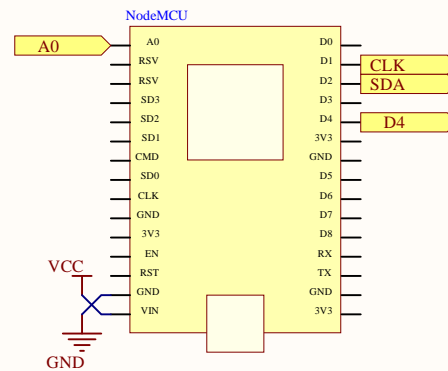 NodeMCU
A0
A0
RSV
RSV
SD3
SD2
SD1
CMD
SD0
CLK
GND
3V3
EN
RST
GND
VIN
D0
D1
D2
D3
D4
3V3
GND
D5
D6
D7
D8
RX
TX
GND
3V3
CLK
SDA
D4
VCC
GND